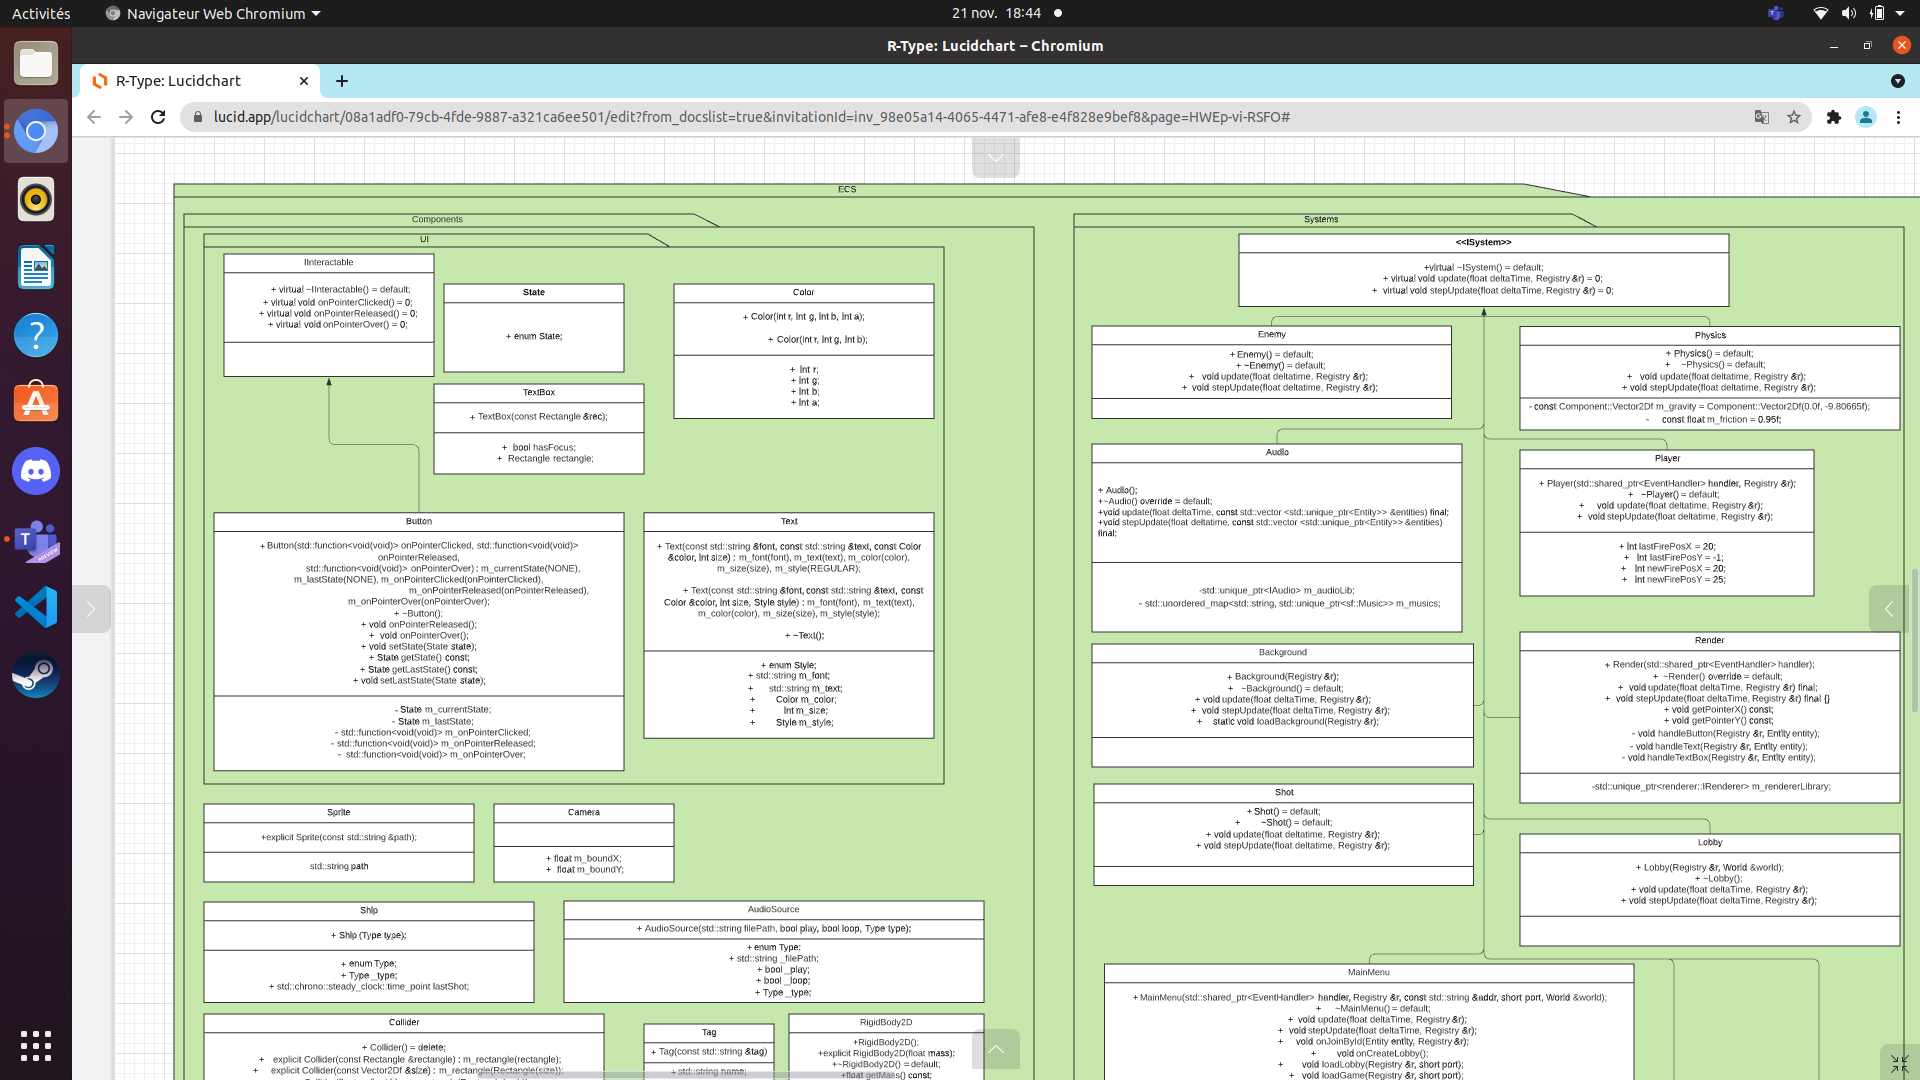 Activités
Navigateur Web Chromium
21 nov.  18:44
R-Type: Lucidchart – Chromium
R-Type: Lucidchart
lucid.app/lucidchart/08a1adf0-79cb-4fde-9887-a321ca6ee501/edit?from_docslist=true&invitationId=inv_98e05a14-4065-4471-afe8-e4f828e9bef8&page=HWEp-vi-RSFO#
ECS
Components
UI
IInteractable
+ virtual ~IInteractable() = default;
+ virtual void onPointerClicked() = 0;
+ virtual void onPointerReleased() = 0;
+ virtual void onPointerOver() = 0;
State
+ enum State;
Color
+ Color(int r, Int g, Int b, Int a);
+ Color(int r, Int g, Int b);
+ Int r;
+ Int g;
+ Int b;
+ Int a;
TextBox
+ TextBox(const Rectangle &rec);
+ bool hasFocus;
+ Rectangle rectangle;
Button
+ Button(std::function<void(void)> onPointerClicked, std::function<void(void)>
onPointerReleased,
std::function<void(void)> onPointerOver) : m_currentState(NONE),
m_lastState(NONE), m_onPointerClicked(onPointerClicked),
m_onPointerReleased(onPointerReleased),
m_onPointerOver(onPointerOver);
+ ~Button();
+ void onPointerReleased();
+ void onPointerOver();
+ void setState(State state);
+ State getState() const;
+ State getLastState() const;
+ void setLastState(State state);
- State m_currentState;
- State m_lastState;
- std::function<void(void)> m_onPointerClicked;
- std::function<void(void)> m_onPointerReleased;
- std::function<void(void)> m_onPointerOver;
Text
+ Text(const std::string &font, const std::string &text, const Color
&color, Int size) : m_font(font), m_text(text), m_color(color),
m_size(size), m_style(REGULAR);
+ Text(const std::string &font, const std::string &text, const
Color &color, Int size, Style style) : m_font(font), m_text(text),
m_color(color), m_size(size), m_style(style);
+ ~Text();
+ enum Style;
+ std::string m_font;
+ std::string m_text;
+ Color m_color;
+ Int m_size;
+ Style m_style;
Sprite
+explicit Sprite(const std::string &path);
std::string path
Camera
+ float m_boundX;
+ float m_boundY;
Ship
+ Ship (Type type);
+ enum Type;
+ Type _type;
+ std::chrono::steady_clock::time_point lastShot;
AudioSource
+ AudioSource(std::string filePath, bool play, bool loop, Type type);
+ enum Type;
+ std::string _filePath;
+ bool _play;
+ bool _loop;
+ Type _type;
Collider
+ Collider() = delete;
+ explicit Collider(const Rectangle &rectangle) : m_rectangle(rectangle);
+ explicit Collider(const Vector2Df &size) : m_rectangle(Rectangle(size));
Tag
+ Tag(const std::string &tag)
+ std::string name;
RigidBody2D
+RigidBody2D();
+explicit RigidBody2D(float mass);
+~RigidBody2D() = default;
+float getMass() const;
Systems
<<ISystem>>
+virtual ~ISystem() = default;
+ virtual void update(float deltaTime, Registry &r) = 0;
+ virtual void stepUpdate(float deltaTime, Registry &r) = 0;
Enemy
+ Enemy() = default;
+ ~Enemy() = default;
+ void update(float deltatime, Registry &r);
+ void stepUpdate(float deltatime, Registry &r);
Physics
+ Physics() = default;
+ ~Physics() = default;
+ void update(float deltatime, Registry &r);
+ void stepUpdate(float deltatime, Registry &r);
- const Component::Vector2Df m_gravity = Component::Vector2Df(0.0f, -9.80665f);
- const float m_friction = 0.95f;
Audio
+ Audio();
+~Audio() override = default;
+void update(float deltaTime, const std::vector <std::unique_ptr<Entity>> &entities) final;
+void stepUpdate(float deltatime, const std::vector <std::unique_ptr<Entity>> &entities)
final;
-std::unique_ptr<IAudio> m_audioLib;
- std::unordered_map<std::string, std::unique_ptr<sf::Music>> m_musics;
Player
+ Player(std::shared_ptr<EventHandler> handler, Registry &r);
+ ~Player() = default;
+ void update(float deltatime, Registry &r);
+ void stepUpdate(float deltatime, Registry &r);
+ Int lastFirePosX = 20;
+ Int lastFirePosY = -1;
+ Int newFirePosX = 20;
+ Int newFirePosY = 25;
Background
+ Background(Registry &r);
+ ~Background() = default;
+ void update(float deltaTime, Registry &r);
+ void stepUpdate(float deltaTime, Registry &r);
+ static void loadBackground(Registry &r);
Render
+ Render(std::shared_ptr<EventHandler> handler);
+ ~Render() override = default;
+ void update(float deltaTime, Registry &r) final;
+ void stepUpdate(float deltaTime, Registry &r) final {}
+ void getPointerX() const;
+ void getPointerY() const;
- void handleButton(Registry &r, Entity entity);
- void handleText(Registry &r, Entity entity);
- void handleTextBox(Registry &r, Entity entity);
-std::unique_ptr<renderer::IRenderer> m_rendererLibrary;
Shot
+ Shot() = default;
+ ~Shot() = default;
+ void update(float deltatime, Registry &r);
+ void stepUpdate(float deltatime, Registry &r);
Lobby
+ Lobby(Registry &r, World &world);
+ ~Lobby();
+ void update(float deltaTime, Registry &r);
+ void stepUpdate(float deltaTime, Registry &r);
MainMenu
+ MainMenu(std::shared_ptr<EventHandler> handler, Registry &r, const std::string &addr, short port, World &world);
+ ~MainMenu() = default;
+ void update(float deltaTime, Registry &r);
+ void stepUpdate(float deltaTime, Registry &r);
+ void onJoinById(Entity entity, Registry &r);
+ void onCreateLobby();
+ void loadLobby(Registry &r, short port);
+ void loadGame(Registry &r, short port);